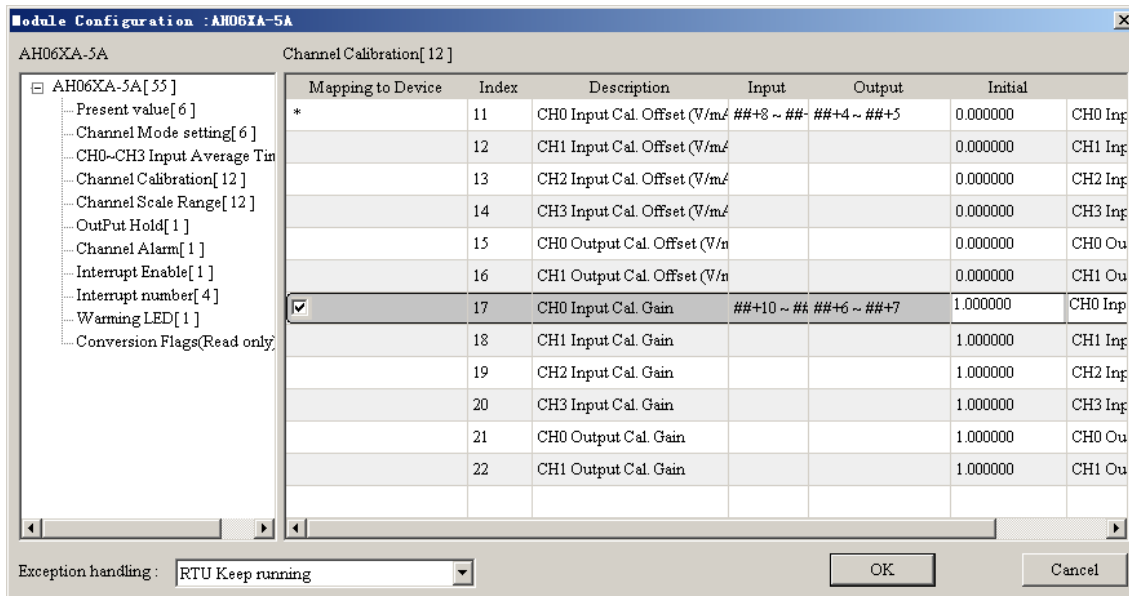 Module Configuration :AH06XA-5A
AH06XA-5A
Channel Calibration[ 12 ]
AH06XA-5A[ 55 ]
Present value[ 6 ]
Channel Mode setting[ 6 ]
CH0~CH3 Input Average Tim
Channel Calibration[ 12 ]
Channel Scale Range[ 12 ]
OutPut Hold[ 1 ]
Channel Alarm[ 1 ]
Interrupt Enable[ 1 ]
Interrupt number[ 4 ]
Warming LED[ 1 ]
Conversion Flags(Read only)
Mapping to Device Index Description Input Output Initial
* 11 CH0 Input Cal. Offset (V/mA ##+8 ~ ##+ ##+4 ~ ##+5 0.000000 CH0 Inp
12 CH1 Input Cal. Offset (V/mA 0.000000 CH1 Inp
13 CH2 Input Cal. Offset (V/mA 0.000000 CH2 Inp
14 CH3 Input Cal. Offset (V/mA 0.000000 CH3 Inp
15 CH0 Output Cal. Offset (V/m 0.000000 CH0 Ou
16 CH1 Output Cal. Offset (V/m 0.000000 CH1 Ou
17 CH0 Input Cal. Gain ##+10 ~ ## ##+6 ~ ##+7 1.000000 CH0 Inp
18 CH1 Input Cal. Gain 1.000000 CH1 Inp
19 CH2 Input Cal. Gain 1.000000 CH2 Inp
20 CH3 Input Cal. Gain 1.000000 CH3 Inp
21 CH0 Output Cal. Gain 1.000000 CH0 Ou
22 CH1 Output Cal. Gain 1.000000 CH1 Ou
Exception handling : RTU Keep running
OK Cancel